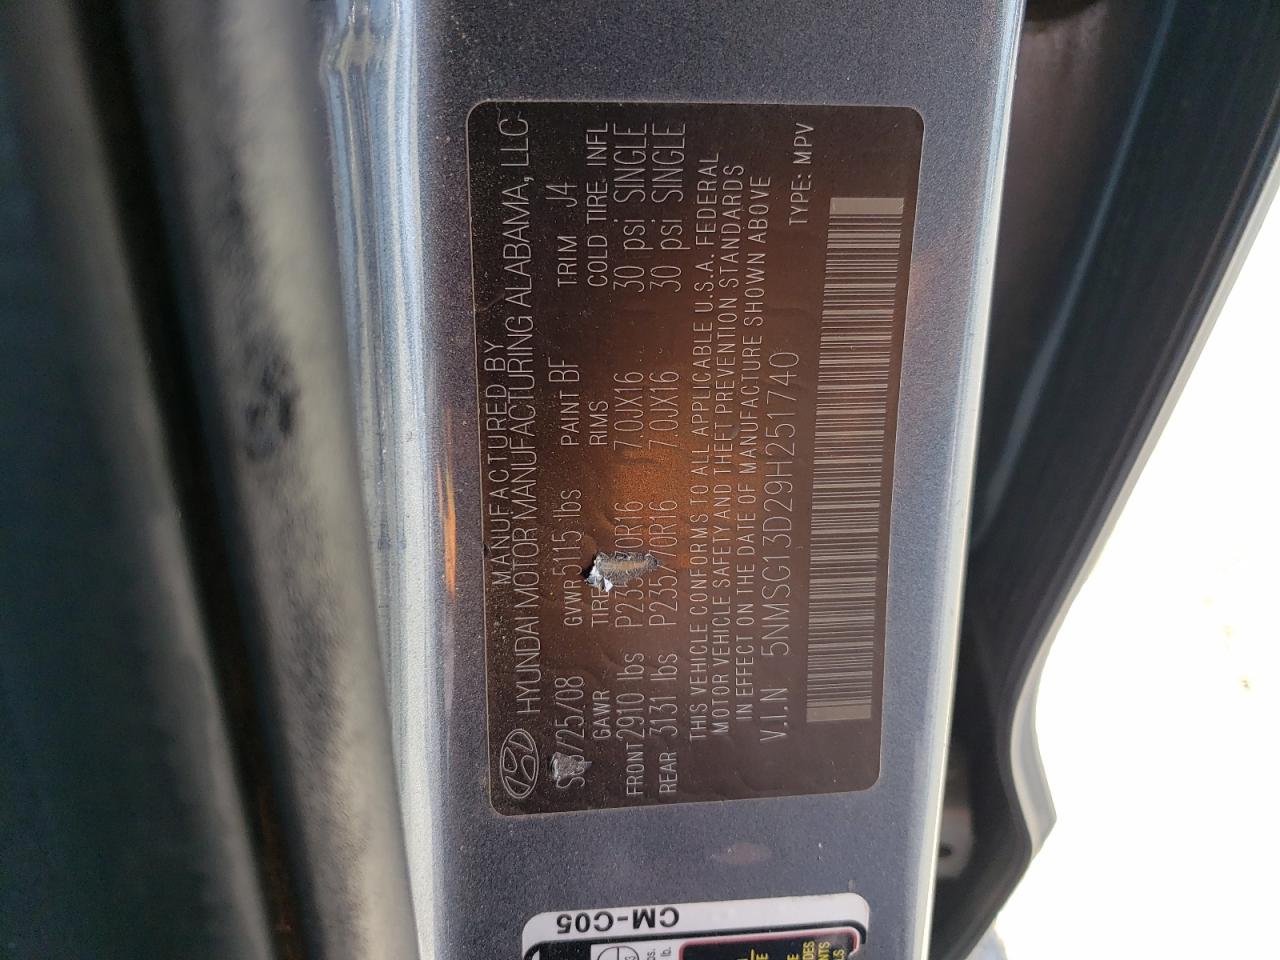 MANUFACTURED BY
HYUNDAI MOTOR MANUFACTURING ALABAMA, LLC
/25/08 GVWR 5115 lbs PAINT BF TRIM J4
GAWR RIMS COLD TIRE. INFL
FRONT 2910 lbs 7.0JX16 30 psi SINGLE
REAR 3131 lbs P235/70R16 7.0JX16 30 psi SINGLE
THIS VEHICLE CONFORMS TO ALL APPLICABLE U.S.A. FEDERAL
MOTOR VEHICLE SAFETY AND THEFT PREVENTION STANDARDS
IN EFFECT ON THE DATE OF MANUFACTURE SHOWN ABOVE
V.I.N 5NMSG13D29H251740 TYPE: MPV
CM-C05